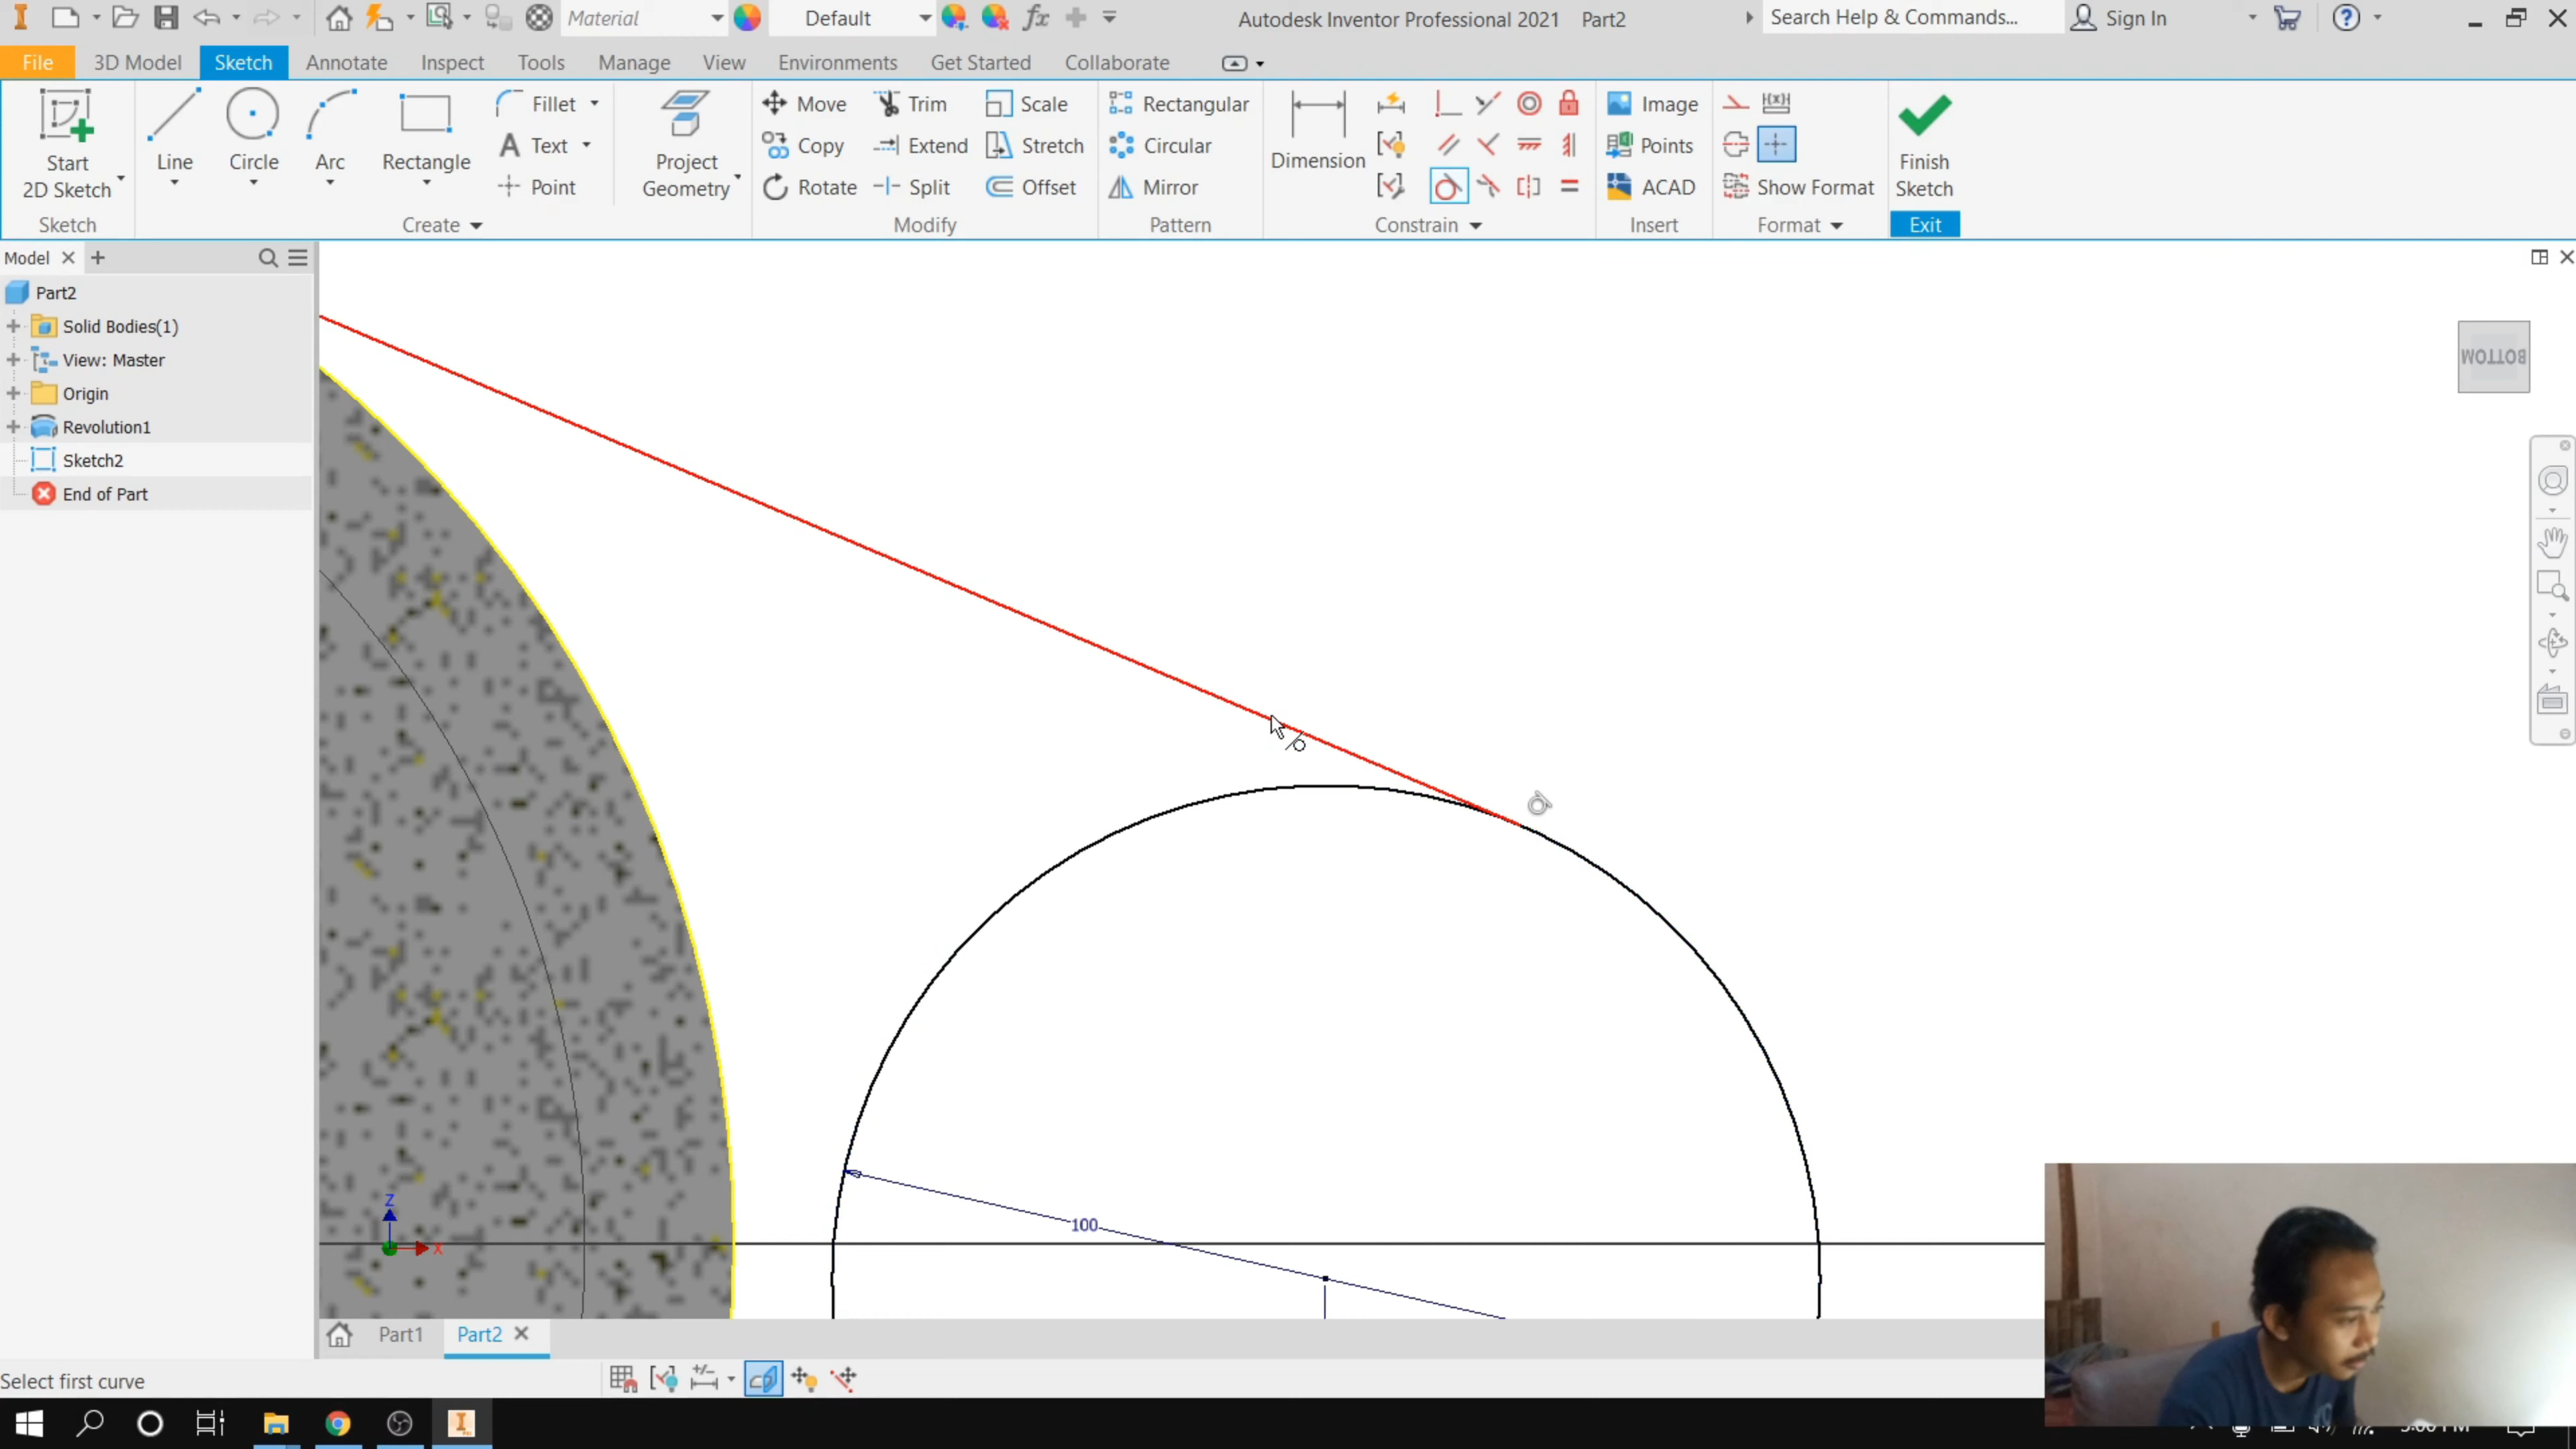 Material
Default
Autodesk Inventor Professional 2021 Part2
Search Help & Commands...
Sign In
File 3D Model Sketch Annotate Inspect Tools Manage View Environments Get Started Collaborate
Start
2D Sketch
Sketch
Line
Circle
Arc
Rectangle
Fillet
Text
Point
Create
Project
Geometry
Move
Copy
Rotate
Trim
Extend
Split
Scale
Stretch
Offset
Modify
Rectangular
Circular
Mirror
Pattern
Dimension
Constrain
Image
Points
ACAD
Insert
Show Format
Format
Finish
Sketch
Exit
Model
Part2
Solid Bodies(1)
View: Master
Origin
Revolution1
Sketch2
End of Part
BOTTOM
100
Z
X
Part1 Part2
Select first curve